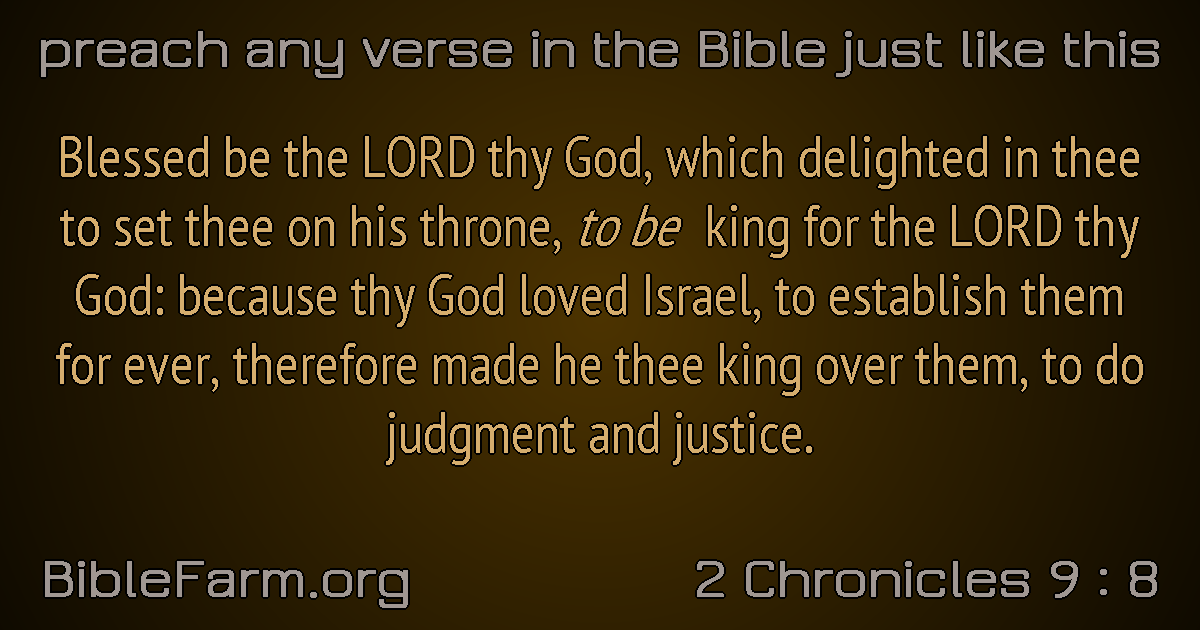 preach any verse in the Bible just like this
Blessed be the LORD thy God, which delighted in thee
to set thee on his throne, to be king for the LORD thy
God: because thy God loved Israel, to establish them
for ever, therefore made he thee king over them, to do
judgment and justice.
BibleFarm.org
2 Chronicles 9 : 8